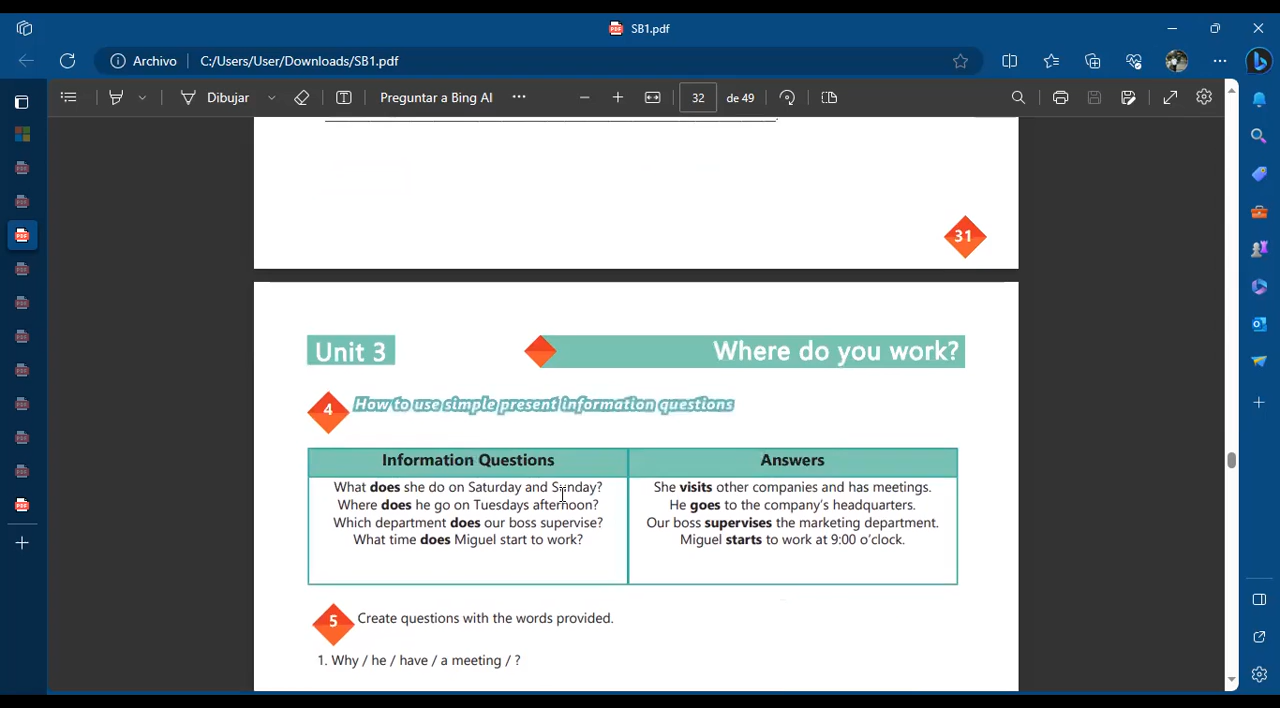 SB1.pdf
Archivo
C:/Users/User/Downloads/SB1.pdf
Dibujar
Preguntar a Bing AI
32
de 49
31
Unit 3
Where do you work?
4
How to use simple present information questions
Information Questions
Answers
What does she do on Saturday and Sunday?
She visits other companies and has meetings.
Where does he go on Tuesdays afternoon?
He goes to the company's headquarters.
Which department does our boss supervise?
Our boss supervises the marketing department.
What time does Miguel start to work?
Miguel starts to work at 9:00 o'clock.
5
Create questions with the words provided.
1. Why / he / have / a meeting / ?